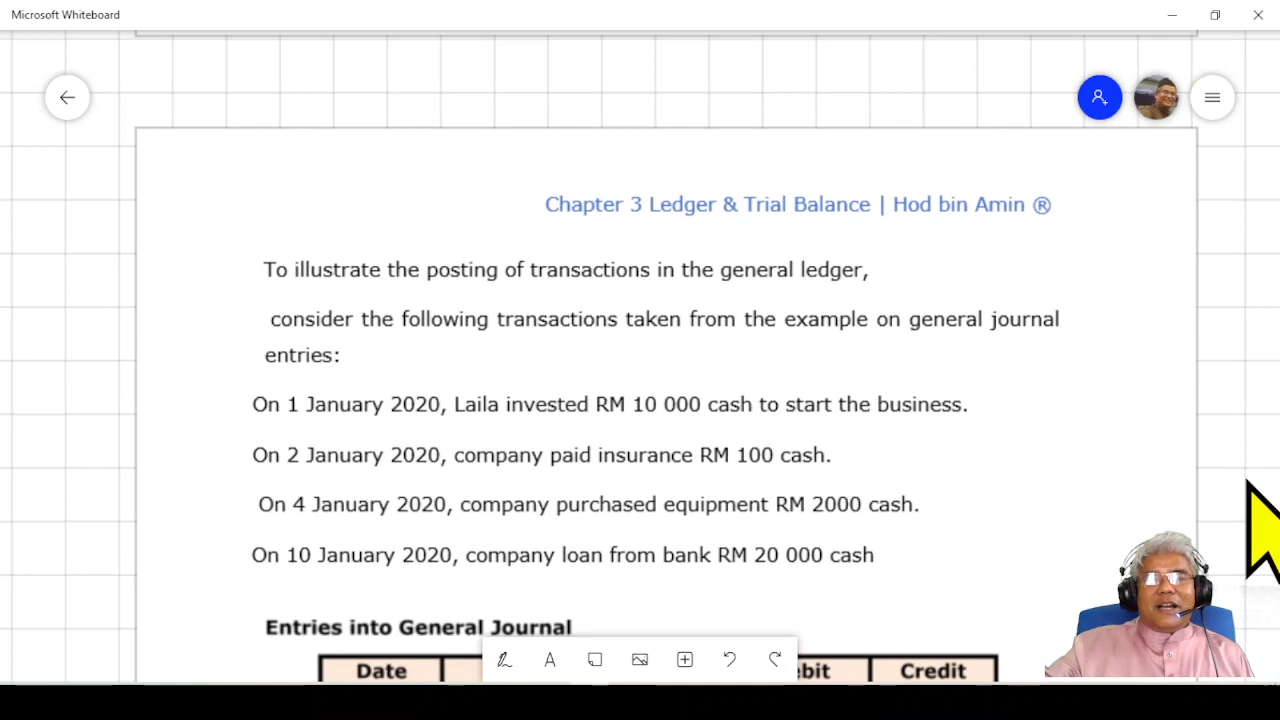 Microsoft Whiteboard
Chapter 3 Ledger & Trial Balance | Hod bin Amin ®
To illustrate the posting of transactions in the general ledger,
consider the following transactions taken from the example on general journal
entries:
On 1 January 2020, Laila invested RM 10 000 cash to start the business.
On 2 January 2020, company paid insurance RM 100 cash.
On 4 January 2020, company purchased equipment RM 2000 cash.
On 10 January 2020, company loan from bank RM 20 000 cash
Entries into General Journal
Date ebit Credit